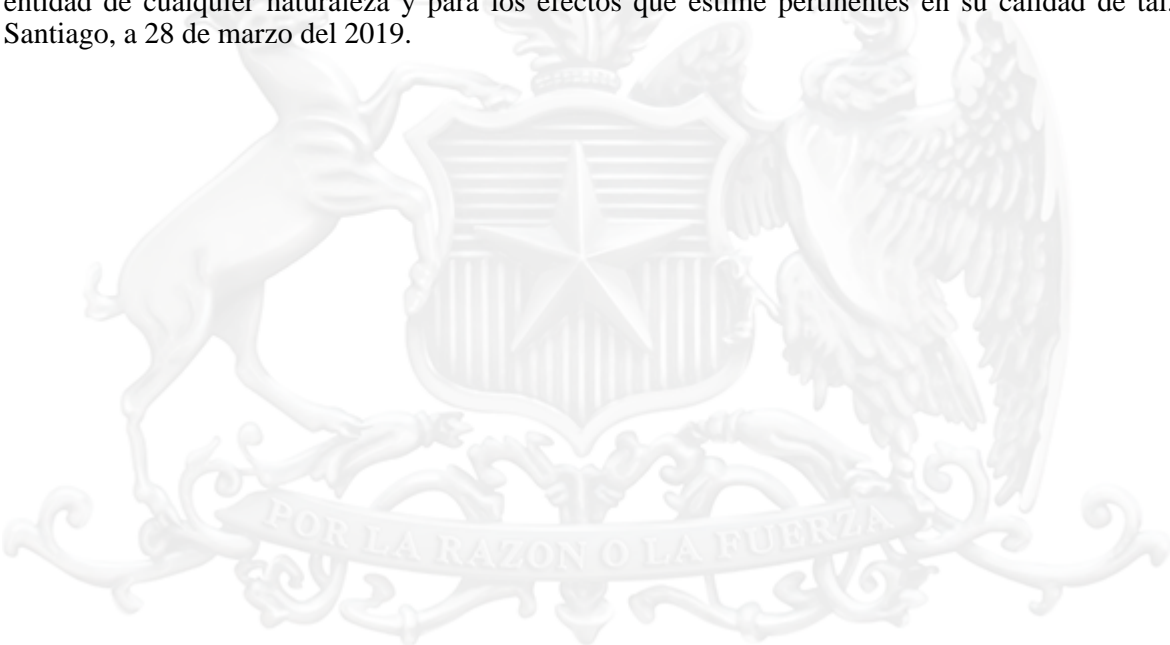 entidad de cualquier naturaleza y para los efectos que estime pertinentes en su calidad de tal.
Santiago, a 28 de marzo del 2019.
POR LA RAZON O LA FUERZA